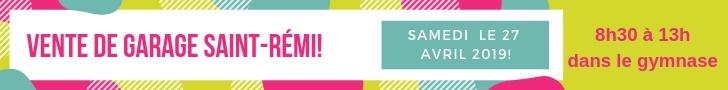 VENTE DE GARAGE SAINT-RÉMI!
SAMEDI LE 27
AVRIL 2019!
8h30 à 13h
dans le gymnase